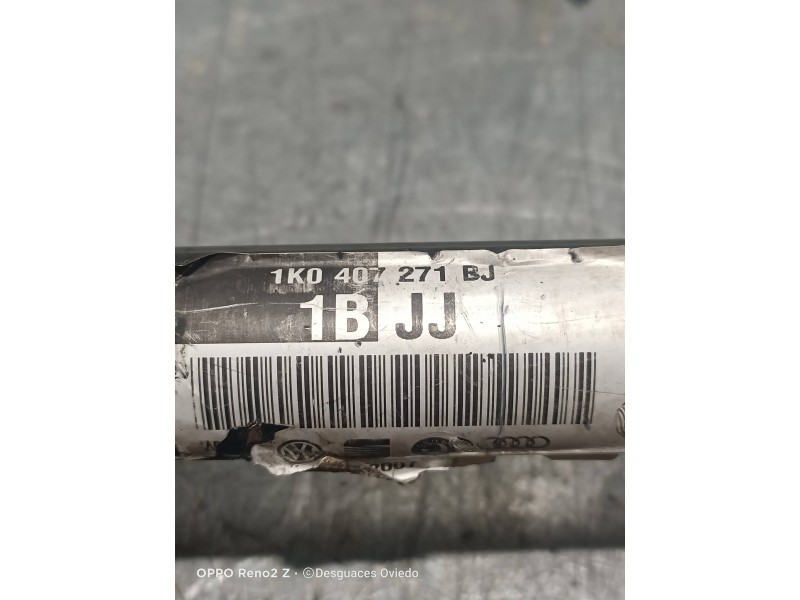 1K0 407 271 BJ
1B JJ
OPPO Reno2 Z · ©Desguaces Oviedo